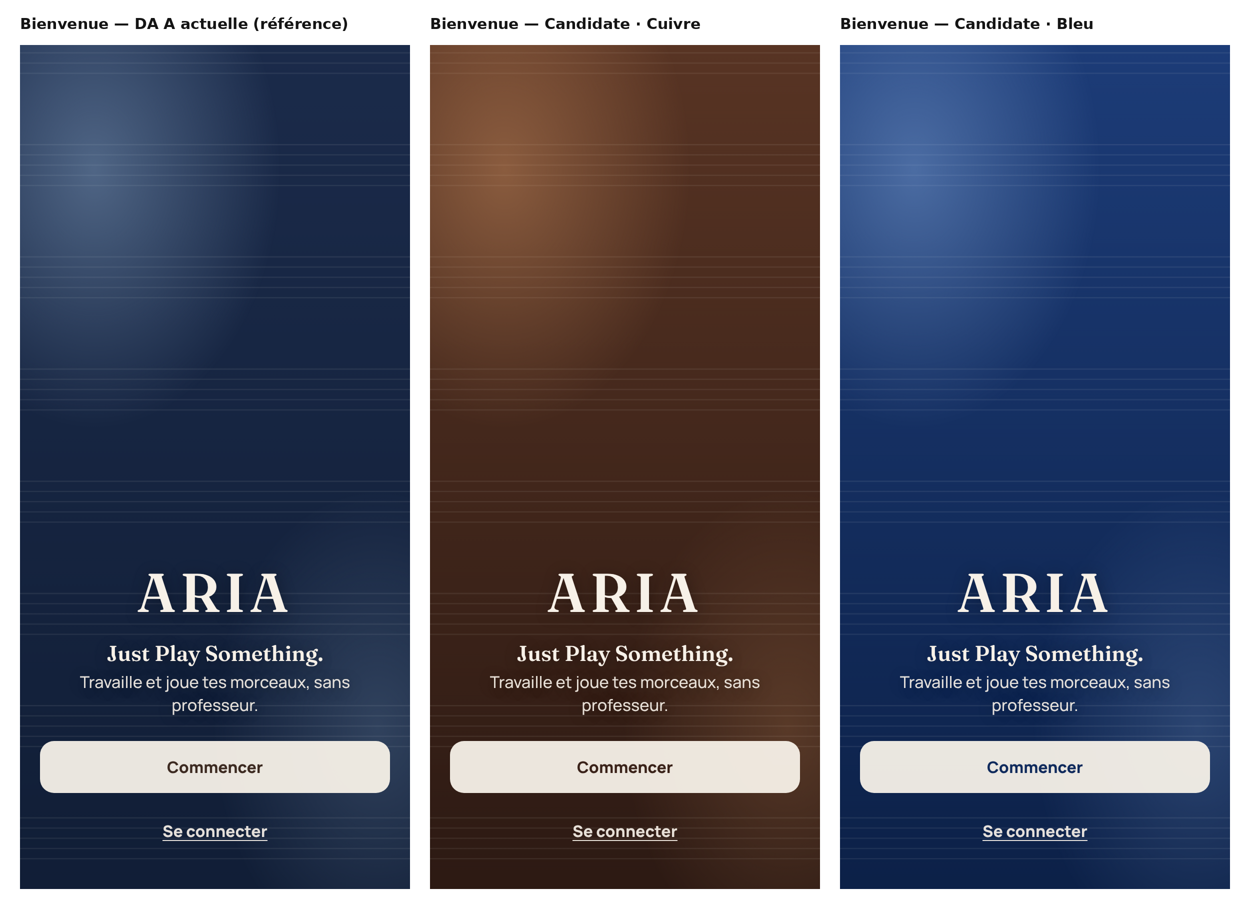 Bienvenue — DA A actuelle (référence)
ARIA
Just Play Something.
Travaille et joue tes morceaux, sans
professeur.
Commencer
Se connecter
Bienvenue — Candidate · Cuivre
ARIA
Just Play Something.
Travaille et joue tes morceaux, sans
professeur.
Commencer
Se connecter
Bienvenue — Candidate · Bleu
ARIA
Just Play Something.
Travaille et joue tes morceaux, sans
professeur.
Commencer
Se connecter